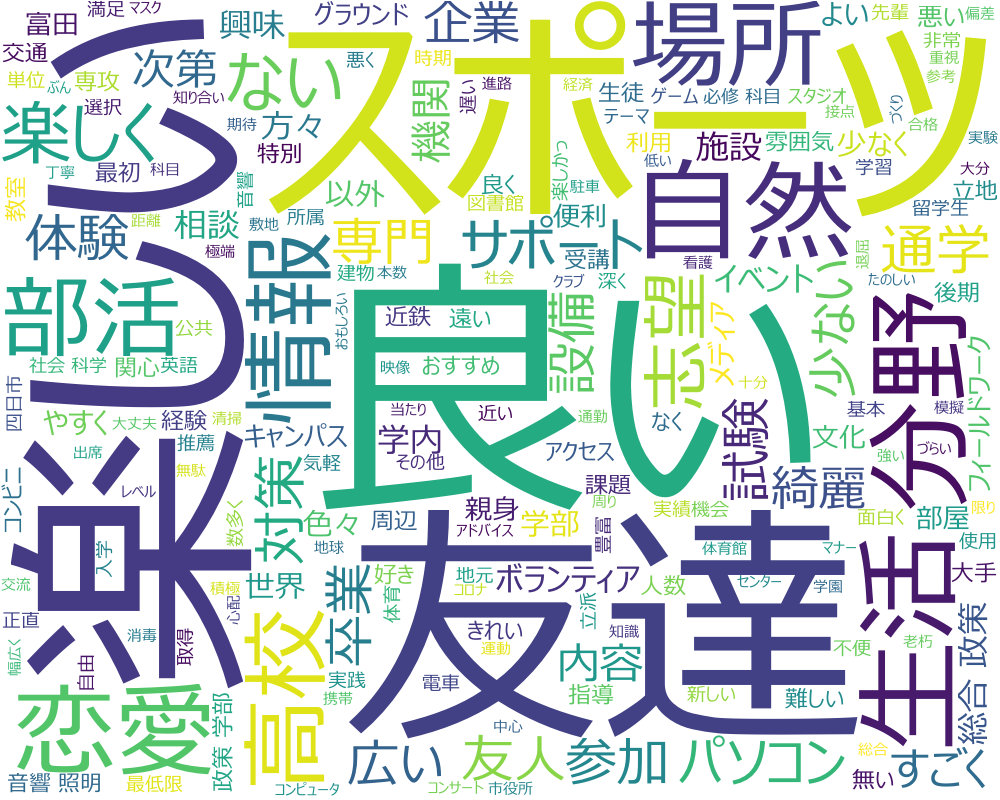 富田
満足
マスク
興味
グラウンド
企業
場所
よい
先輩
悪い
偏差
交通
次第
ない
スポーツ
非常
重視
単位
ぶん
専攻
知り合い
悪く
時期
進路
経済
参考
選択
機関
遅い
生徒
ゲーム
必修
科目
スタジオ
接点
づくり
楽しく
期待
方々
テーマ
利用
施設
雰囲気
少なく
合格
特別
低い
実験
丁寧
最初
科目
音響
以外
良く
楽しかっ
駐車
自然
学習
大分
教室
図書館
立地
距離
敷地
所属
便利
留学生
体験
相談
極端
専門
サポート
通学
退屈
情報
建物
本数
社会
受講
クラブ
深く
看護
イベント
たのしい
部活
楽しい
良い
後期
公共
おもしろい
近鉄
遠い
設備
志望
メディア
少ない
分野
社会
科学
関心
英語
映像
おすすめ
十分
フィールドワーク
四日市
やすく
大丈夫
経験
清掃
当たり
近い
通勤
なく
基本
模擬
推薦
キャンパス
学内
アクセス
試験
文化
強い
づらい
コンビニ
出席
無駄
気軽
その他
レベル
対策
課題
綺麗
数多く
色々
周辺
親身
周り
実績
機会
面白く
部屋
限り
入学
地球
アドバイス
学部
豊富
体育館
マナー
使用
交流
世界
卒業
好き
地元
ボランティア
人数
センター
学園
大手
積極
心配
体育
コロナ
立派
生活
正直
消毒
取得
高校
友達
きれい
知識
不便
老朽
政策
幅広く
自由
実践
運動
内容
電車
指導
新しい
難しい
総合
携帯
恋愛
政策
学部
中心
広い
友人
参加
パソコン
総合
すごく
音響
照明
最低限
コンピュータ
コンサート
市役所
無い